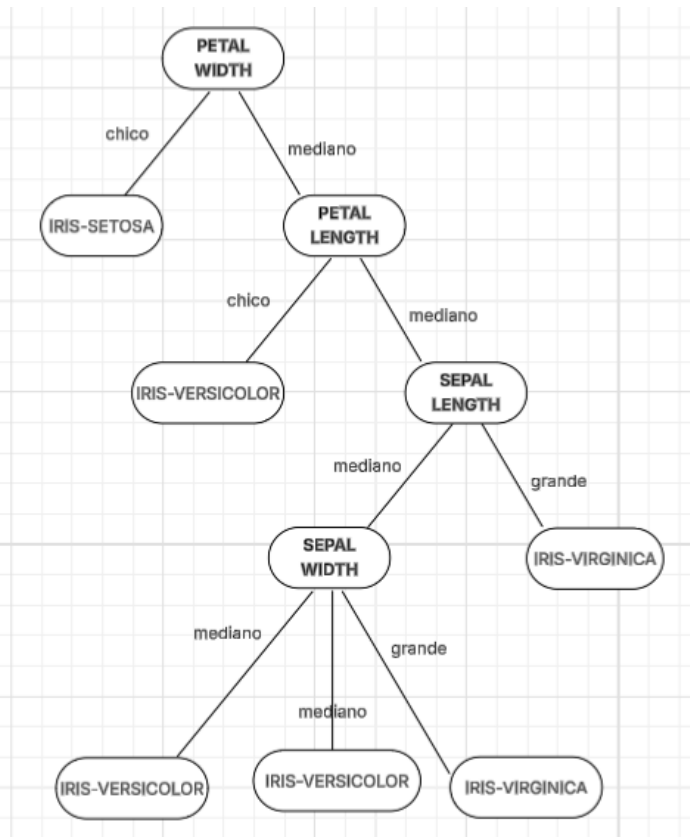 PETAL
WIDTH
chico
mediano
IRIS-SETOSA
PETAL
LENGTH
chico
mediano
IRIS-VERSICOLOR
SEPAL
LENGTH
mediano
grande
SEPAL
WIDTH
IRIS-VIRGINICA
mediano
grande
mediano
IRIS-VERSICOLOR
IRIS-VERSICOLOR
IRIS-VIRGINICA